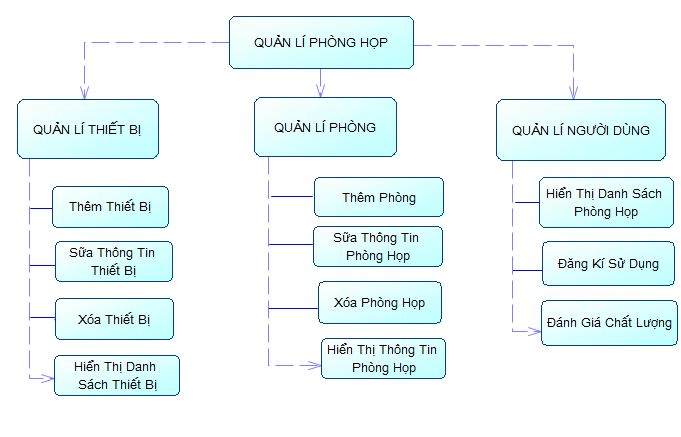 QUẢN LÍ PHÒNG HỌP
QUẢN LÍ THIẾT BỊ
Thêm Thiết Bị
Sữa Thông Tin
Thiết Bị
Xóa Thiết Bị
Hiển Thị Danh
Sách Thiết Bị
QUẢN LÍ PHÒNG
Thêm Phòng
Sữa Thông Tin
Phòng Họp
Xóa Phòng Họp
Hiển Thị Thông Tin
Phòng Họp
QUẢN LÍ NGƯỜI DÙNG
Hiển Thị Danh Sách
Phòng Họp
Đăng Kí Sử Dụng
Đánh Giá Chất Lượng